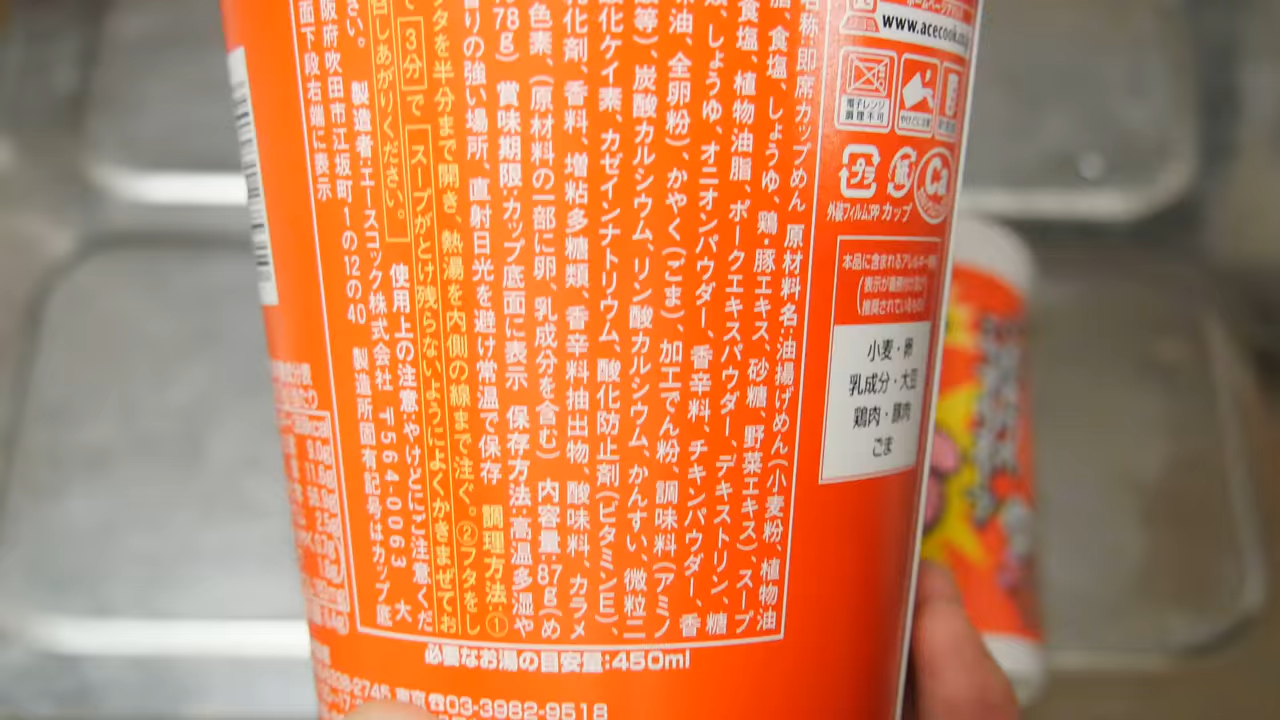 www.acecook.co
電子レンジ
調理不可
プラ
紙
外装フィルム:PP カップ
本品に含まれるアレルギー
小麦・卵
乳成分・大豆
鶏肉・豚肉
ごま
名称:即席カップめん 原材料名:油揚げめん(小麦粉、植物油
脂、食塩、しょうゆ、鶏・豚エキス、砂糖、野菜エキス)、スープ
食塩、植物油脂、ポークエキスパウダー、デキストリン、糖
しょうゆ、オニオンパウダー、香辛料、チキンパウダー、香
味油、全卵粉)、かやく(ごま)、加工でん粉、調味料(アミノ
酸等)、炭酸カルシウム、リン酸カルシウム、かんすい、微粒二
酸化ケイ素、カゼインナトリウム、酸化防止剤(ビタミンE)、
乳化剤、香料、増粘多糖類、香辛料抽出物、酸味料、カラメ
色素、(原材料の一部に卵、乳成分を含む) 内容量:87g(め
78g) 賞味期限:カップ底面に表示 保存方法:高温多湿や
香りの強い場所、直射日光を避け常温で保存 調理方法:①
フタを半分まで開き、熱湯を内側の線まで注ぐ。②フタをし
て 3分 で スープがとけ残らないようによくかきまぜてお
召しあがりください。 使用上の注意:やけどにご注意くだ
さい。 製造者:エースコック株式会社 〒564-0063 大
阪府吹田市江坂町1の12の40 製造所固有記号はカップ底
面下段右端に表示
必要なお湯の目安量:450ml
東京☎03-3982-9518